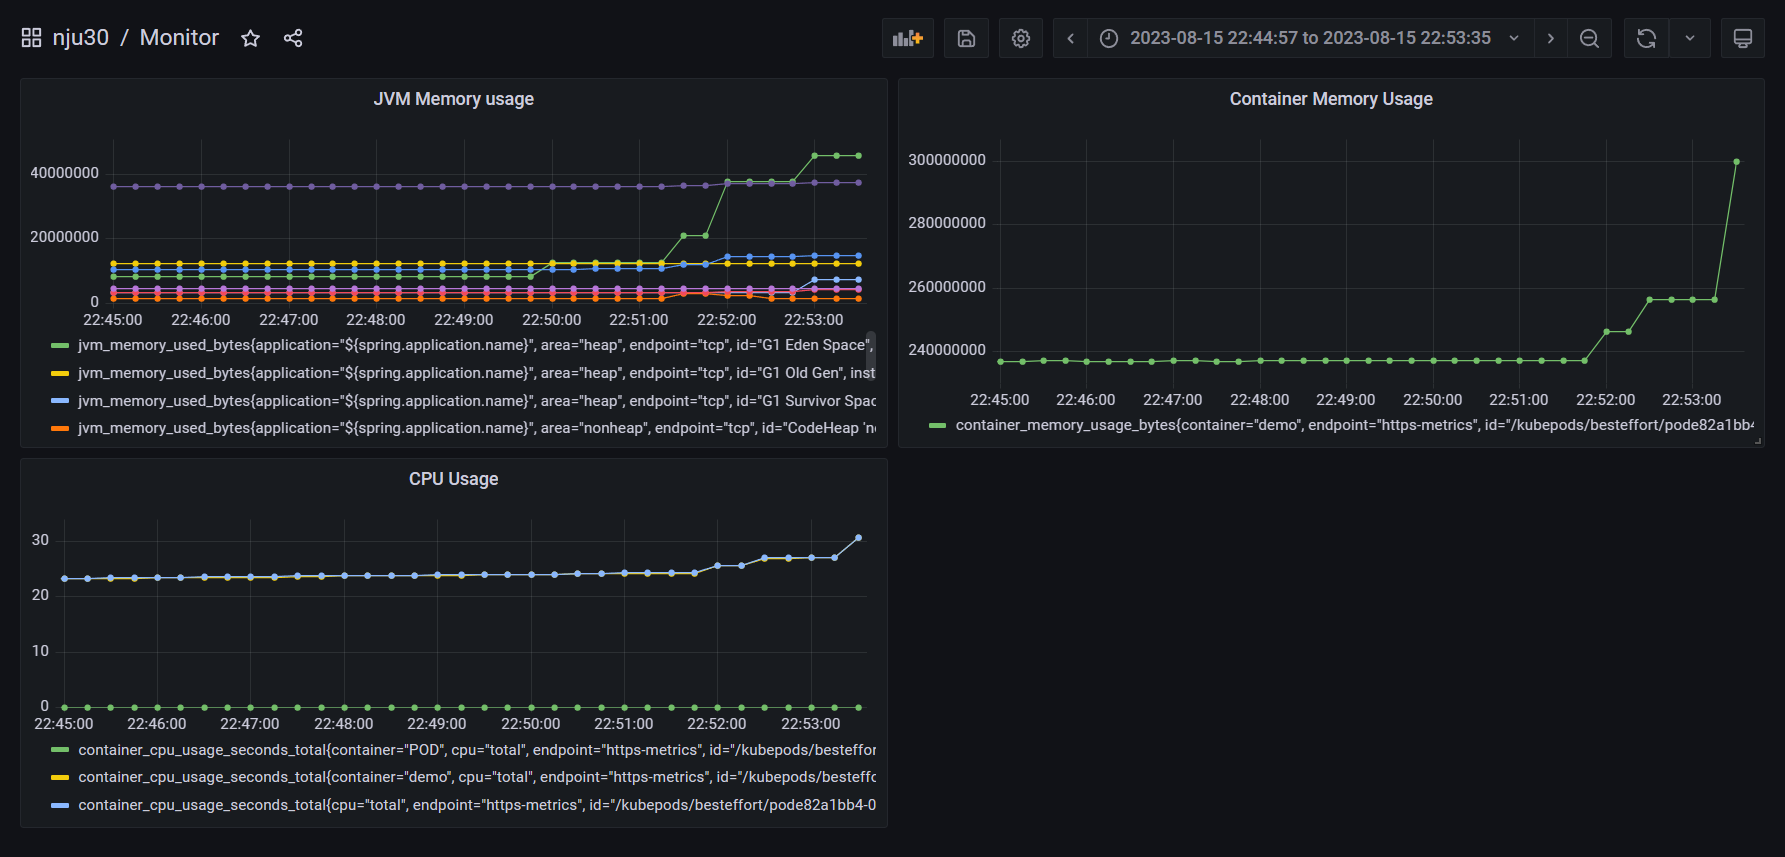 nju30 / Monitor
2023-08-15 22:44:57 to 2023-08-15 22:53:35
JVM Memory usage
40000000
20000000
0
22:45:00 22:46:00 22:47:00 22:48:00 22:49:00 22:50:00 22:51:00 22:52:00 22:53:00
jvm_memory_used_bytes{application="${spring.application.name}", area="heap", endpoint="tcp", id="G1 Eden Space",
jvm_memory_used_bytes{application="${spring.application.name}", area="heap", endpoint="tcp", id="G1 Old Gen", inst
jvm_memory_used_bytes{application="${spring.application.name}", area="heap", endpoint="tcp", id="G1 Survivor Spac
jvm_memory_used_bytes{application="${spring.application.name}", area="nonheap", endpoint="tcp", id="CodeHeap 'no
Container Memory Usage
300000000
280000000
260000000
240000000
22:45:00 22:46:00 22:47:00 22:48:00 22:49:00 22:50:00 22:51:00 22:52:00 22:53:00
container_memory_usage_bytes{container="demo", endpoint="https-metrics", id="/kubepods/besteffort/pode82a1bb4
CPU Usage
30
20
10
0
22:45:00 22:46:00 22:47:00 22:48:00 22:49:00 22:50:00 22:51:00 22:52:00 22:53:00
container_cpu_usage_seconds_total{container="POD", cpu="total", endpoint="https-metrics", id="/kubepods/besteffor
container_cpu_usage_seconds_total{container="demo", cpu="total", endpoint="https-metrics", id="/kubepods/besteffo
container_cpu_usage_seconds_total{cpu="total", endpoint="https-metrics", id="/kubepods/besteffort/pode82a1bb4-0